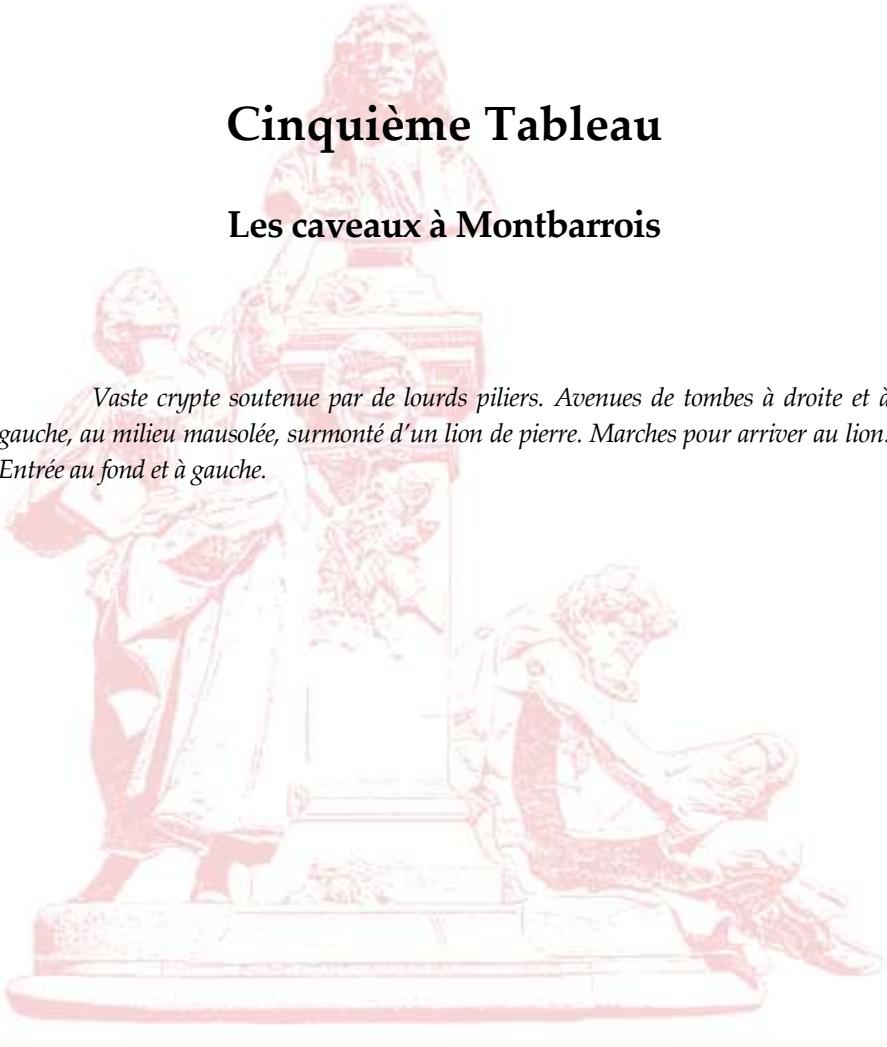 Cinquième Tableau
Les caveaux à Montbarrois
Vaste crypte soutenue par de lourds piliers. Avenues de tombes à droite et à
gauche, au milieu mausolée, surmonté d’un lion de pierre. Marches pour arriver au lion.
Entrée au fond et à gauche.